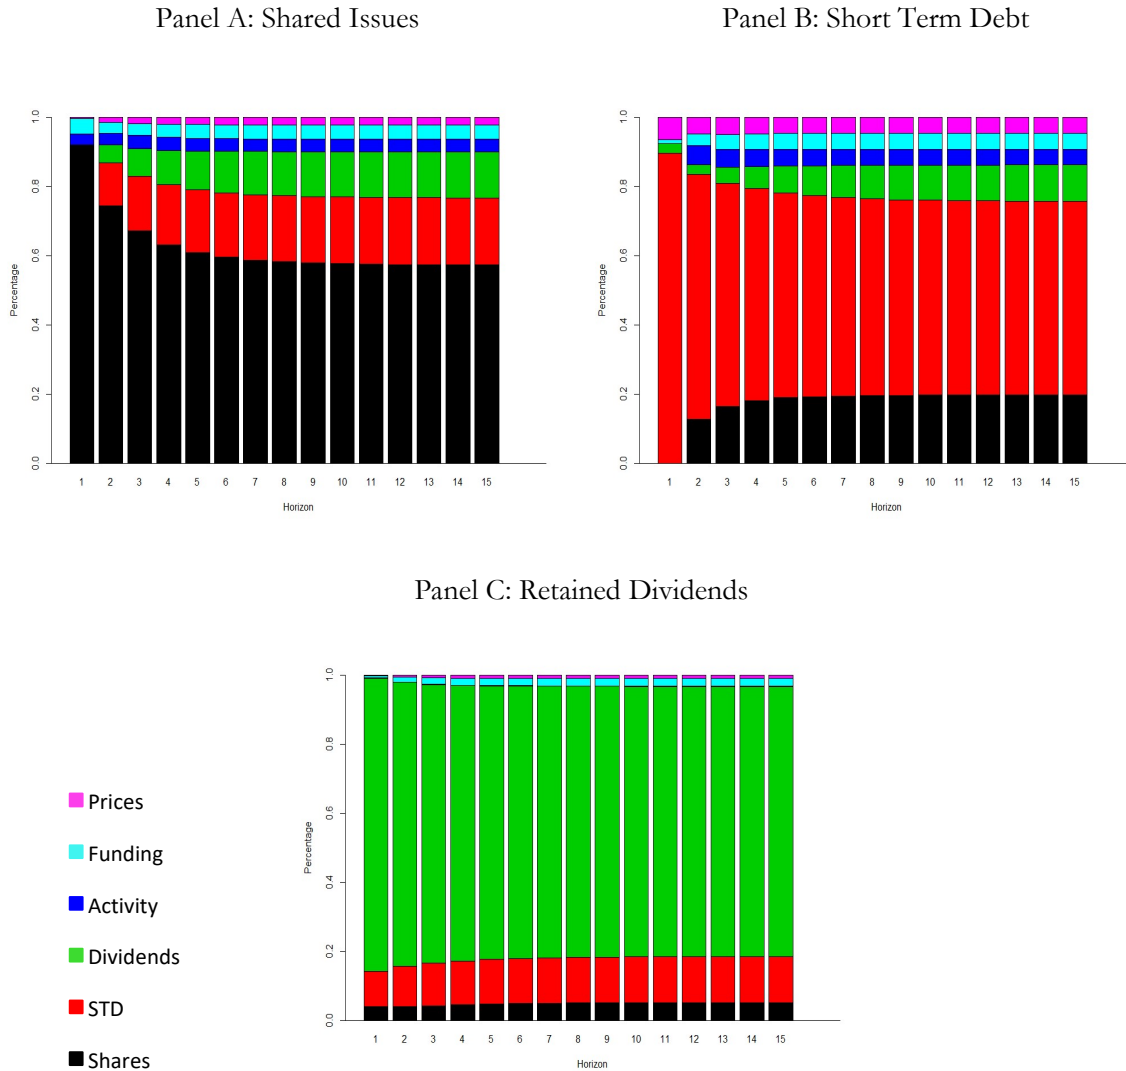 Panel A: Shared Issues
Panel B: Short Term Debt
Percentage
0.0 0.2 0.4 0.6 0.8 1.0
1 2 3 4 5 6 7 8 9 10 11 12 13 14 15
Horizon
Percentage
0.0 0.2 0.4 0.6 0.8 1.0
1 2 3 4 5 6 7 8 9 10 11 12 13 14 15
Horizon
Panel C: Retained Dividends
Percentage
0.0 0.2 0.4 0.6 0.8 1.0
1 2 3 4 5 6 7 8 9 10 11 12 13 14 15
Horizon
Prices
Funding
Activity
Dividends
STD
Shares